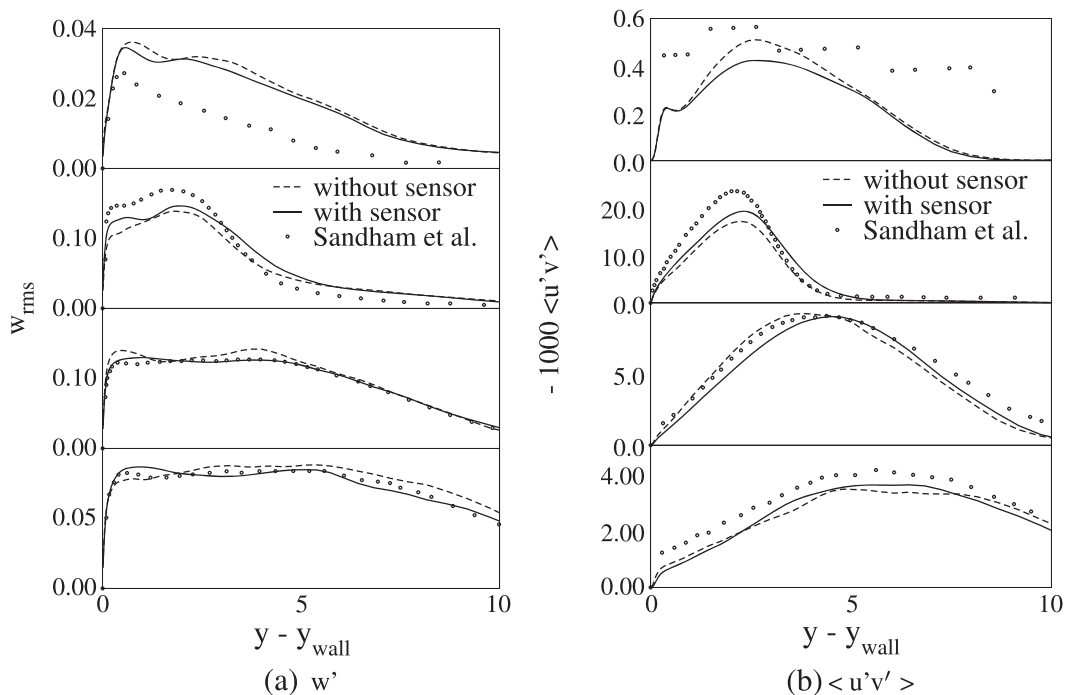 0.04
0.02
0.00
w_rms
0.10
0.00
0.10
0.00
0.05
0.00
without sensor
with sensor
Sandham et al.
0 5 10
y - y_wall
(a) w'
- 1000 <u'v'>
0.6
0.4
0.2
0.0
20.0
10.0
0.0
5.0
0.0
4.00
2.00
0.00
without sensor
with sensor
Sandham et al.
0 5 10
y - y_wall
(b) < u'v' >